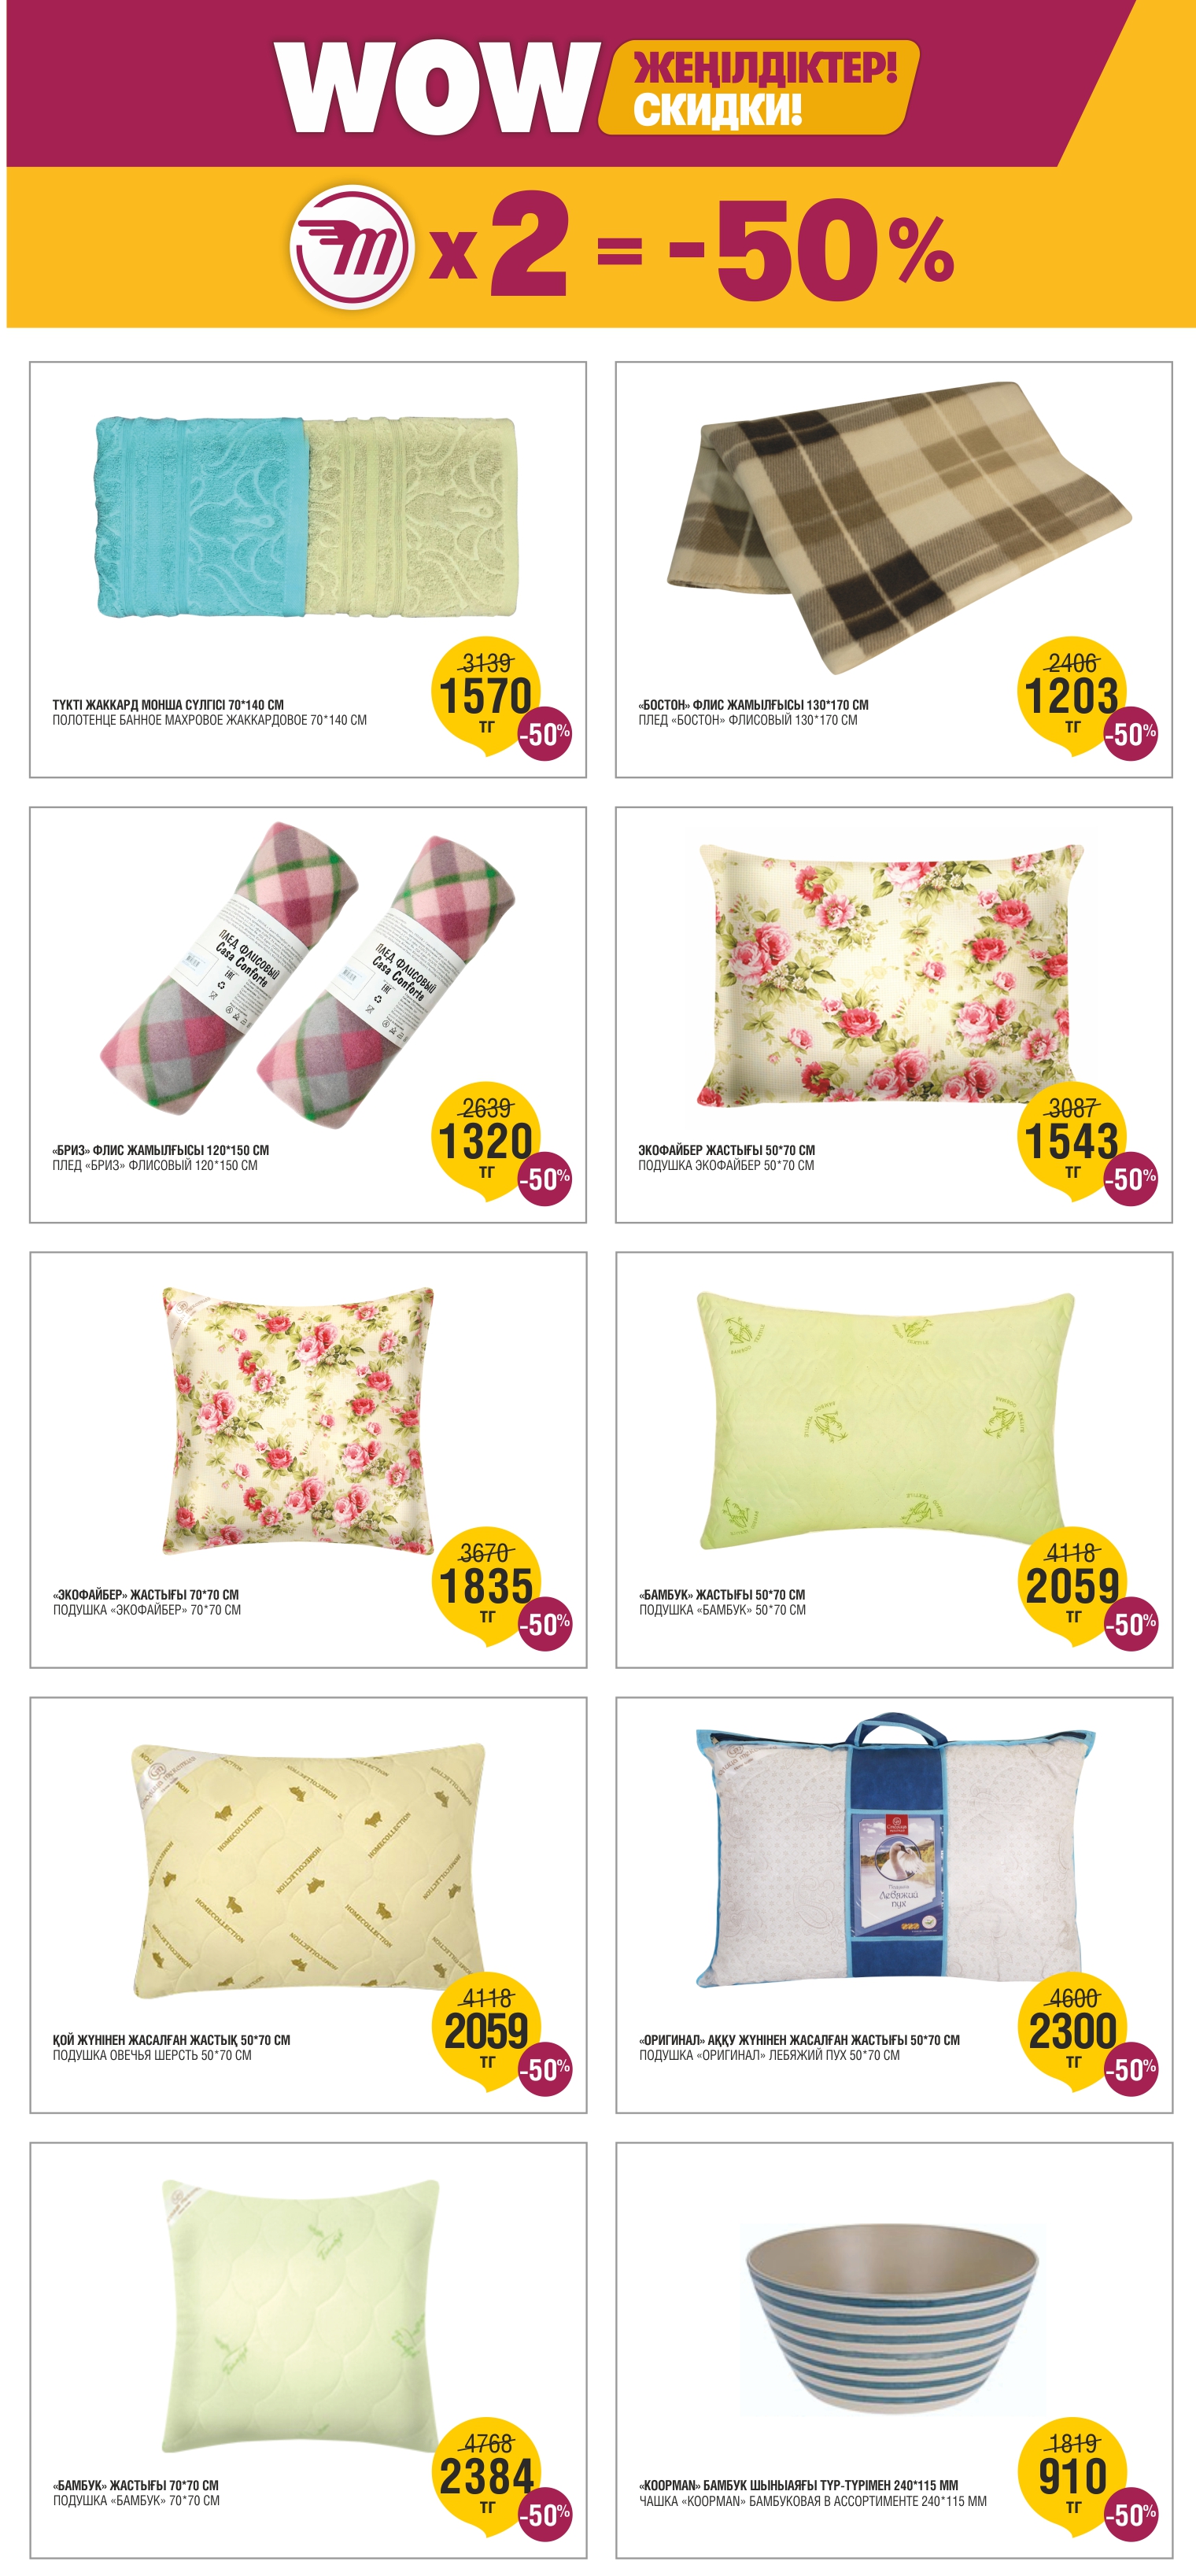 WOW
ЖЕҢІЛДІКТЕР!
СКИДКИ!
m x 2 = -50%
3139
1570
ТГ
-50%
ТҮКТІ ЖАККАРД МОНША СҮЛГІСІ 70*140 СМ
ПОЛОТЕНЦЕ БАННОЕ МАХРОВОЕ ЖАККАРДОВОЕ 70*140 СМ
2406
1203
ТГ
-50%
«БОСТОН» ФЛИС ЖАМЫЛҒЫСЫ 130*170 СМ
ПЛЕД «БОСТОН» ФЛИСОВЫЙ 130*170 СМ
ПЛЕД ФЛИСОВЫЙ
Casa Conforte
ПЛЕД ФЛИСОВЫЙ
Casa Conforte
2639
1320
ТГ
-50%
«БРИЗ» ФЛИС ЖАМЫЛҒЫСЫ 120*150 СМ
ПЛЕД «БРИЗ» ФЛИСОВЫЙ 120*150 СМ
3087
1543
ТГ
-50%
ЭКОФАЙБЕР ЖАСТЫҒЫ 50*70 СМ
ПОДУШКА ЭКОФАЙБЕР 50*70 СМ
3670
1835
ТГ
-50%
«ЭКОФАЙБЕР» ЖАСТЫҒЫ 70*70 СМ
ПОДУШКА «ЭКОФАЙБЕР» 70*70 СМ
4118
2059
ТГ
-50%
«БАМБУК» ЖАСТЫҒЫ 50*70 СМ
ПОДУШКА «БАМБУК» 50*70 СМ
HOMECOLLECTION
HOMECOLLECTION
HOMECOLLECTION
HOMECOLLECTION
HOMECOLLECTION
4118
2059
ТГ
-50%
ҚОЙ ЖҮНІНЕН ЖАСАЛҒАН ЖАСТЫҚ 50*70 СМ
ПОДУШКА ОВЕЧЬЯ ШЕРСТЬ 50*70 СМ
Лебяжий
пух
4600
2300
ТГ
-50%
«ОРИГИНАЛ» АҚҚУ ЖҮНІНЕН ЖАСАЛҒАН ЖАСТЫҒЫ 50*70 СМ
ПОДУШКА «ОРИГИНАЛ» ЛЕБЯЖИЙ ПУХ 50*70 СМ
4768
2384
ТГ
-50%
«БАМБУК» ЖАСТЫҒЫ 70*70 СМ
ПОДУШКА «БАМБУК» 70*70 СМ
1819
910
ТГ
-50%
«KOOPMAN» БАМБУК ШЫНЫАЯҒЫ ТҮР-ТҮРІМЕН 240*115 ММ
ЧАШКА «KOOPMAN» БАМБУКОВАЯ В АССОРТИМЕНТЕ 240*115 ММ